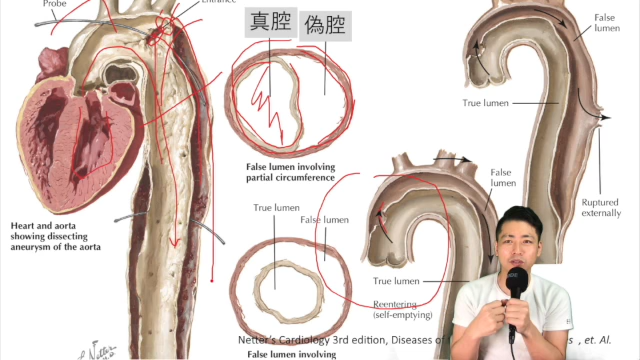 Probe
Entrance
真腔 偽腔
False
lumen
True lumen
False lumen involving
partial circumference
False
lumen
Ruptured
externally
True lumen
False lumen
Heart and aorta
showing dissecting
aneurysm of the aorta
True lumen
Reentering
(self-emptying)
Netter's Cardiology 3rd edition, Diseases of
, et. Al.
False lumen involving